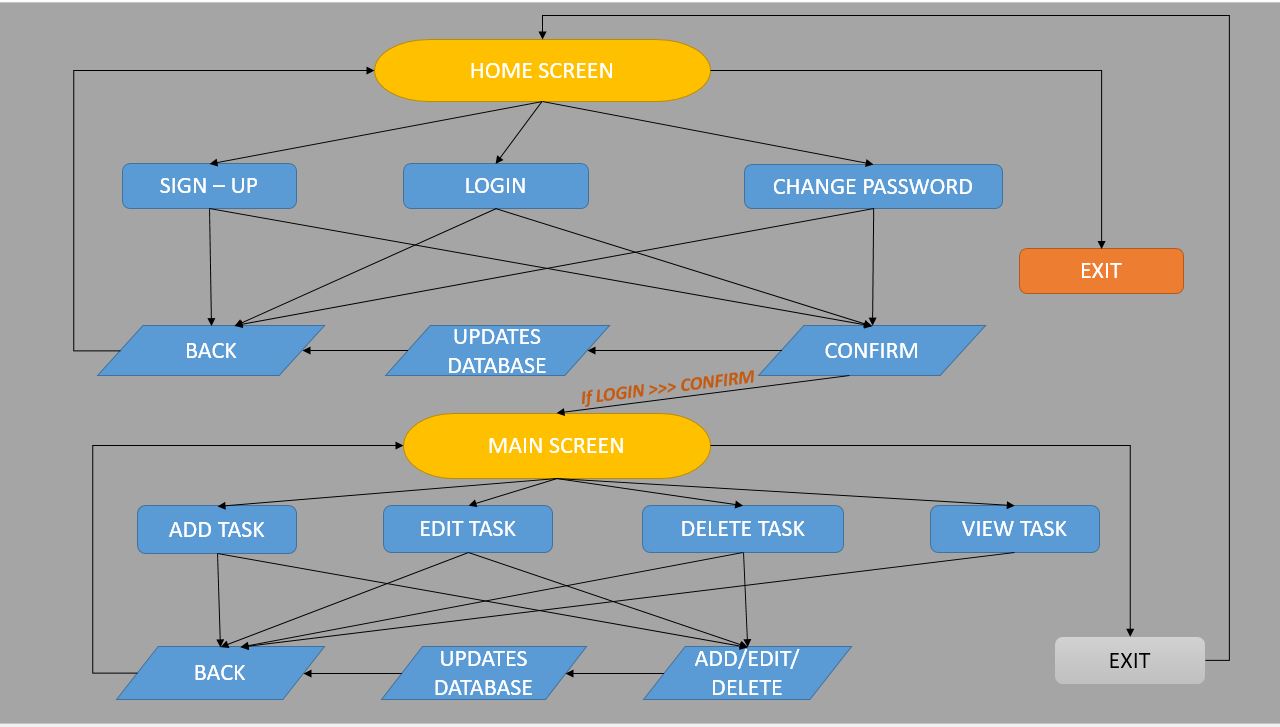 HOME SCREEN
SIGN – UP
LOGIN
CHANGE PASSWORD
EXIT
BACK
UPDATES
DATABASE
CONFIRM
If LOGIN >>> CONFIRM
MAIN SCREEN
ADD TASK
EDIT TASK
DELETE TASK
VIEW TASK
BACK
UPDATES
DATABASE
ADD/EDIT/
DELETE
EXIT